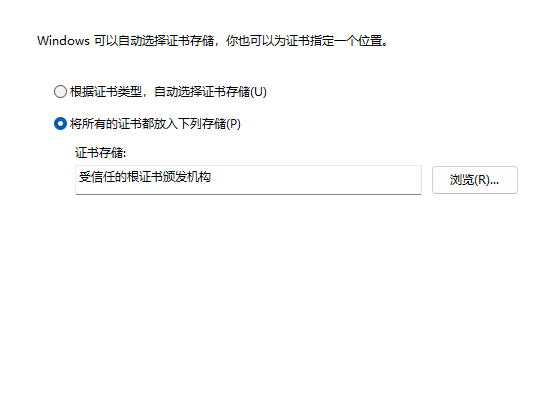 Windows 可以自动选择证书存储，你也可以为证书指定一个位置。
根据证书类型，自动选择证书存储(U)
将所有的证书都放入下列存储(P)
证书存储:
受信任的根证书颁发机构
浏览(R)...